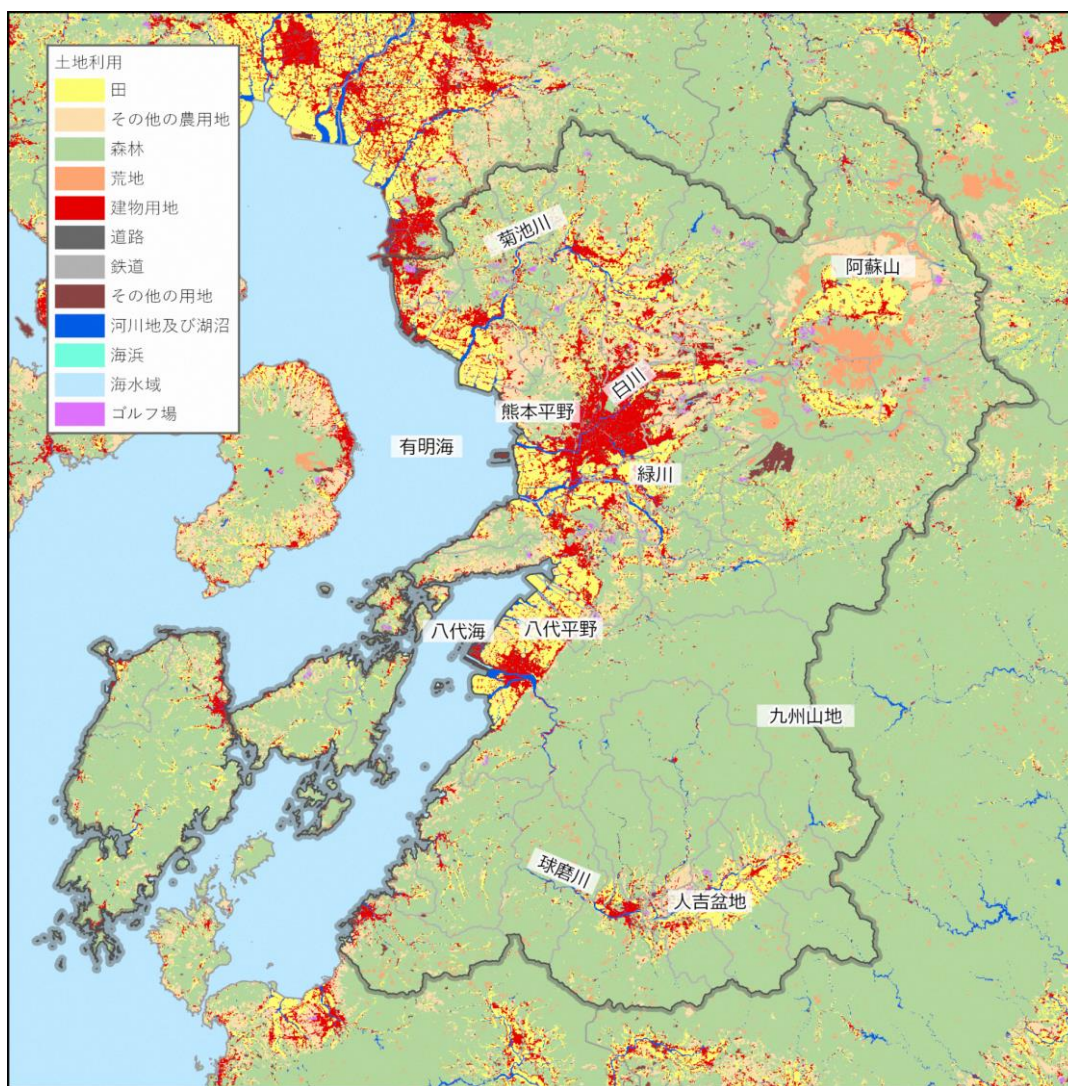 土地利用
田
その他の農用地
森林
荒地
建物用地
道路
鉄道
その他の用地
河川地及び湖沼
海浜
海水域
ゴルフ場
菊池川
阿蘇山
白川
熊本平野
有明海
緑川
八代海
八代平野
九州山地
球磨川
人吉盆地